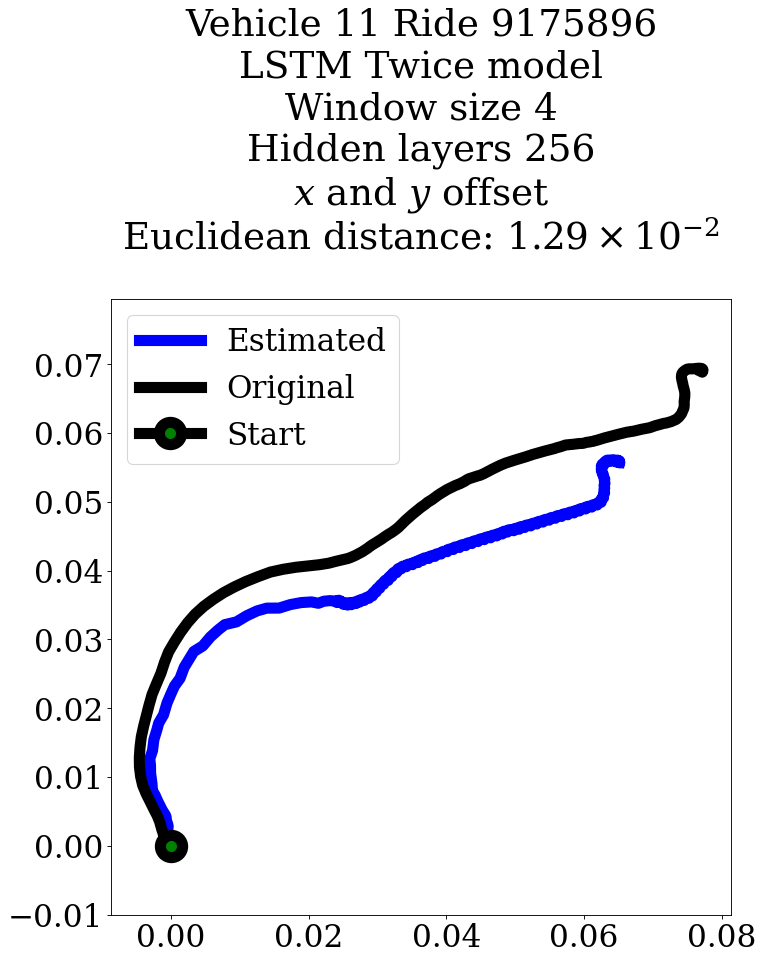 Vehicle 11 Ride 9175896
LSTM Twice model
Window size 4
Hidden layers 256
x and y offset
Euclidean distance: 1.29 × 10⁻²
Estimated
Original
Start
0.07
0.06
0.05
0.04
0.03
0.02
0.01
0.00
−0.01
0.00 0.02 0.04 0.06 0.08